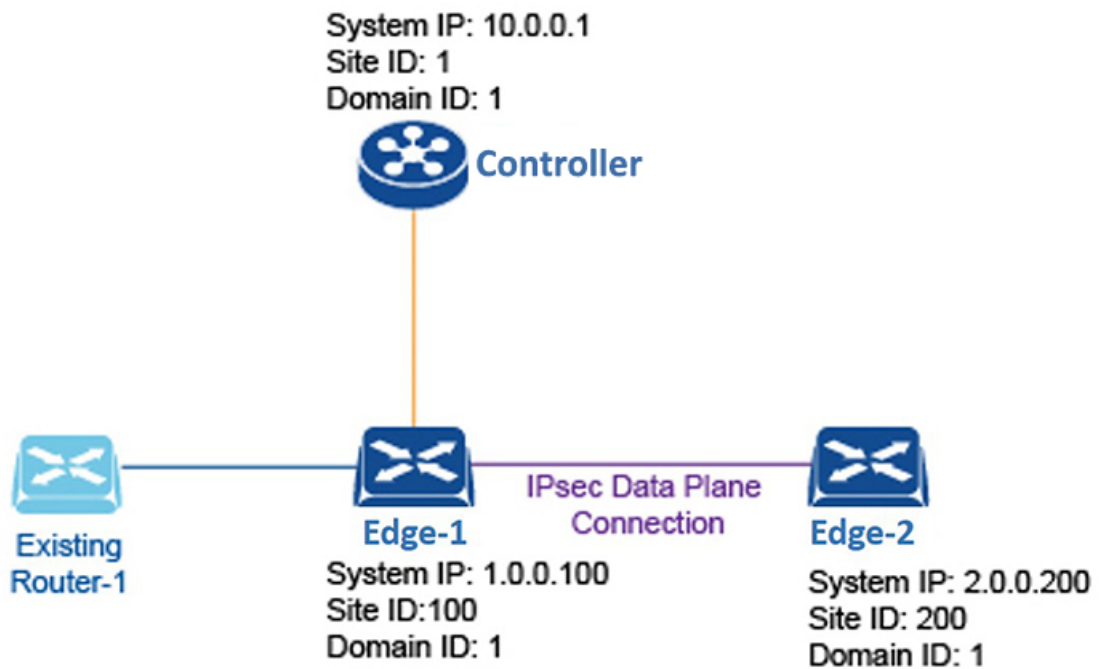 System IP: 10.0.0.1
Site ID: 1
Domain ID: 1
Controller
IPsec Data Plane
Connection
Existing
Router-1
Edge-1
System IP: 1.0.0.100
Site ID:100
Domain ID: 1
Edge-2
System IP: 2.0.0.200
Site ID: 200
Domain ID: 1